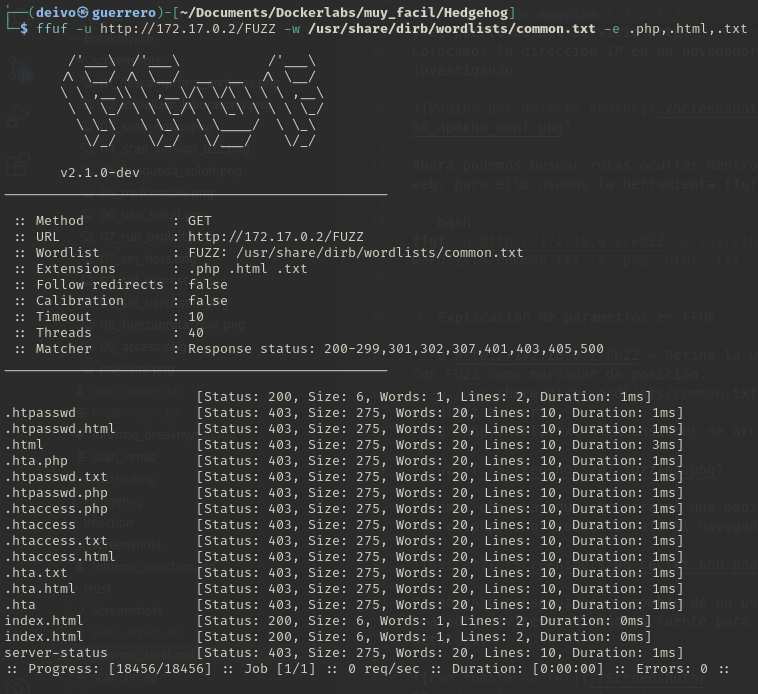 (deivo㉿guerrero)-[~/Documents/Dockerlabs/muy_facil/Hedgehog]
$ ffuf -u http://172.17.0.2/FUZZ -w /usr/share/dirb/wordlists/common.txt -e .php,.html,.txt
v2.1.0-dev
:: Method : GET
:: URL : http://172.17.0.2/FUZZ
:: Wordlist : FUZZ: /usr/share/dirb/wordlists/common.txt
:: Extensions : .php .html .txt
:: Follow redirects : false
:: Calibration : false
:: Timeout : 10
:: Threads : 40
:: Matcher : Response status: 200-299,301,302,307,401,403,405,500
[Status: 200, Size: 6, Words: 1, Lines: 2, Duration: 1ms]
.htpasswd [Status: 403, Size: 275, Words: 20, Lines: 10, Duration: 1ms]
.htpasswd.html [Status: 403, Size: 275, Words: 20, Lines: 10, Duration: 1ms]
.html [Status: 403, Size: 275, Words: 20, Lines: 10, Duration: 3ms]
.hta.php [Status: 403, Size: 275, Words: 20, Lines: 10, Duration: 1ms]
.htpasswd.txt [Status: 403, Size: 275, Words: 20, Lines: 10, Duration: 1ms]
.htpasswd.php [Status: 403, Size: 275, Words: 20, Lines: 10, Duration: 1ms]
.htaccess.php [Status: 403, Size: 275, Words: 20, Lines: 10, Duration: 1ms]
.htaccess [Status: 403, Size: 275, Words: 20, Lines: 10, Duration: 1ms]
.htaccess.txt [Status: 403, Size: 275, Words: 20, Lines: 10, Duration: 1ms]
.htaccess.html [Status: 403, Size: 275, Words: 20, Lines: 10, Duration: 1ms]
.hta.txt [Status: 403, Size: 275, Words: 20, Lines: 10, Duration: 1ms]
.hta.html [Status: 403, Size: 275, Words: 20, Lines: 10, Duration: 1ms]
.hta [Status: 403, Size: 275, Words: 20, Lines: 10, Duration: 1ms]
index.html [Status: 200, Size: 6, Words: 1, Lines: 2, Duration: 0ms]
index.html [Status: 200, Size: 6, Words: 1, Lines: 2, Duration: 0ms]
server-status [Status: 403, Size: 275, Words: 20, Lines: 10, Duration: 1ms]
:: Progress: [18456/18456] :: Job [1/1] :: 0 req/sec :: Duration: [0:00:00] :: Errors: 0 ::